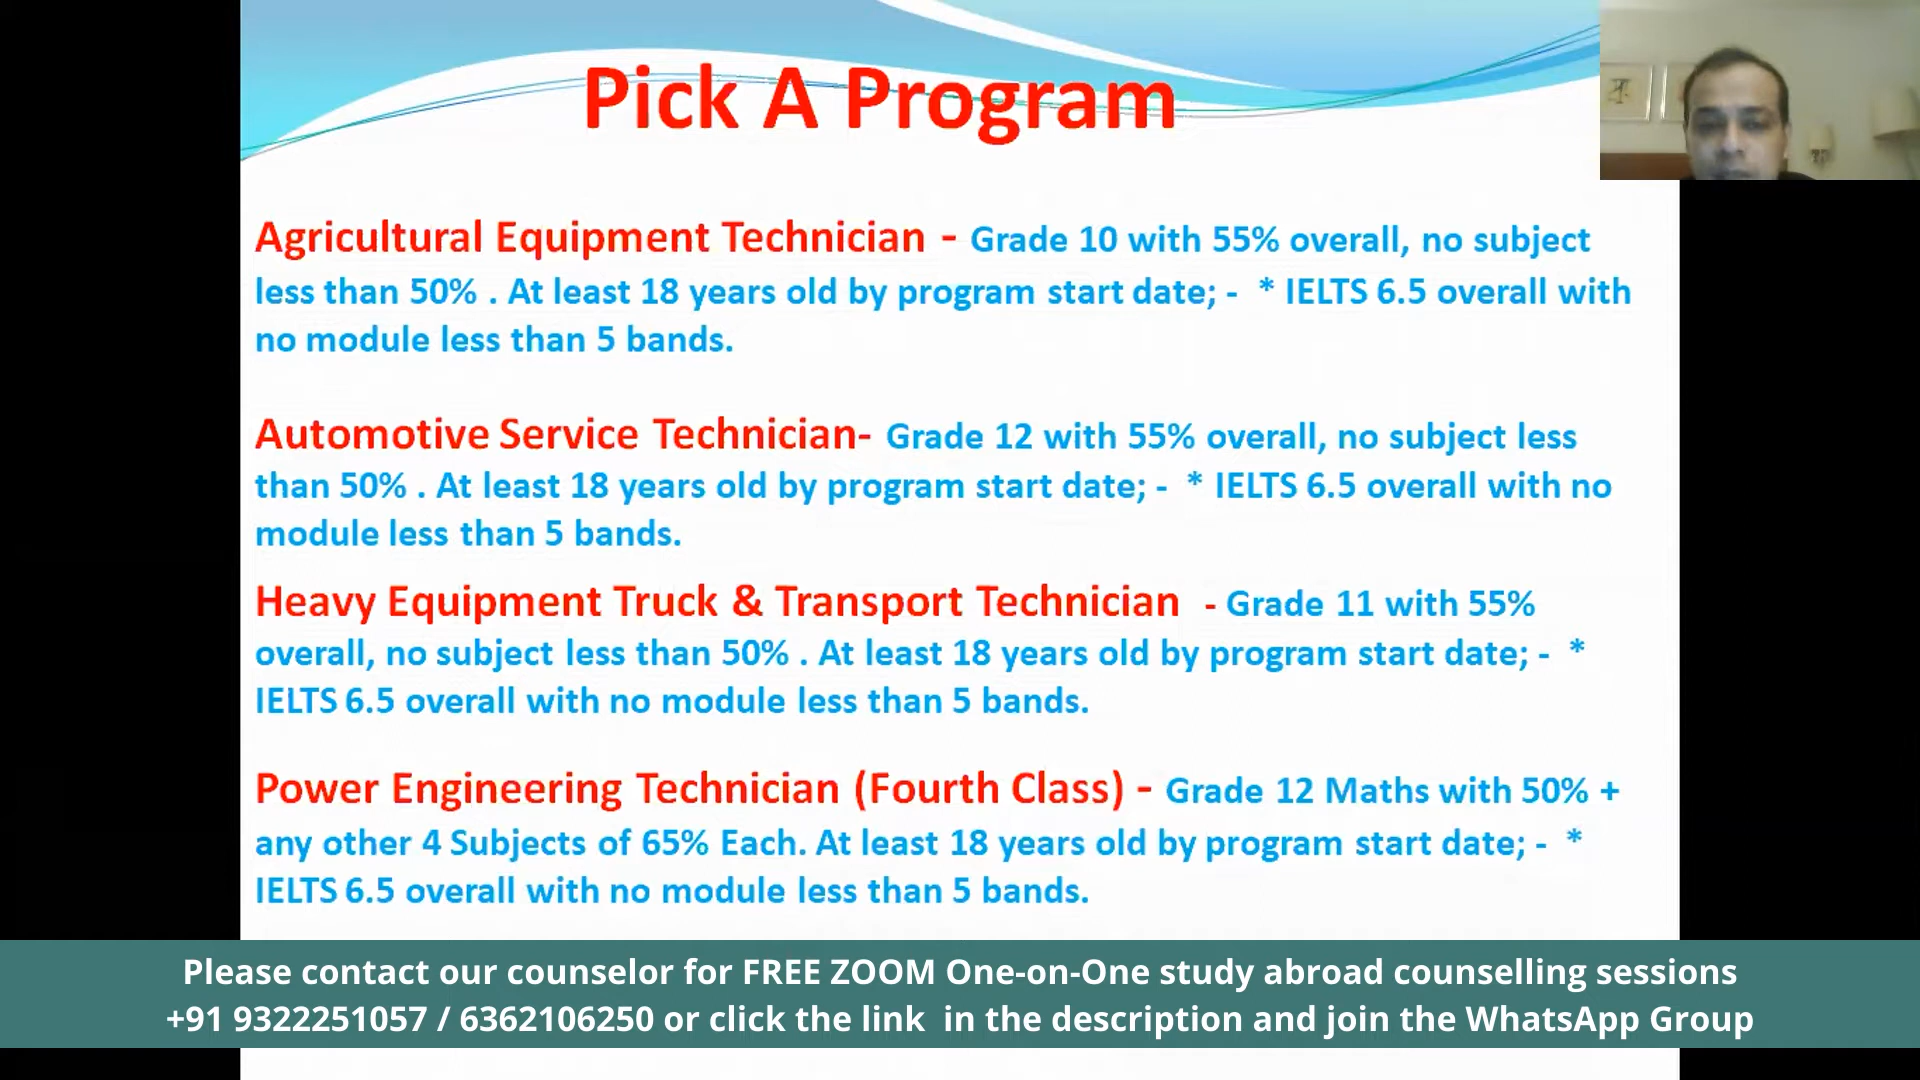 Pick A Program
Agricultural Equipment Technician - Grade 10 with 55% overall, no subject
less than 50% . At least 18 years old by program start date; - * IELTS 6.5 overall with
no module less than 5 bands.
Automotive Service Technician- Grade 12 with 55% overall, no subject less
than 50% . At least 18 years old by program start date; - * IELTS 6.5 overall with no
module less than 5 bands.
Heavy Equipment Truck & Transport Technician - Grade 11 with 55%
overall, no subject less than 50% . At least 18 years old by program start date; - *
IELTS 6.5 overall with no module less than 5 bands.
Power Engineering Technician (Fourth Class) - Grade 12 Maths with 50% +
any other 4 Subjects of 65% Each. At least 18 years old by program start date; - *
IELTS 6.5 overall with no module less than 5 bands.
Please contact our counselor for FREE ZOOM One-on-One study abroad counselling sessions
+91 9322251057 / 6362106250 or click the link in the description and join the WhatsApp Group